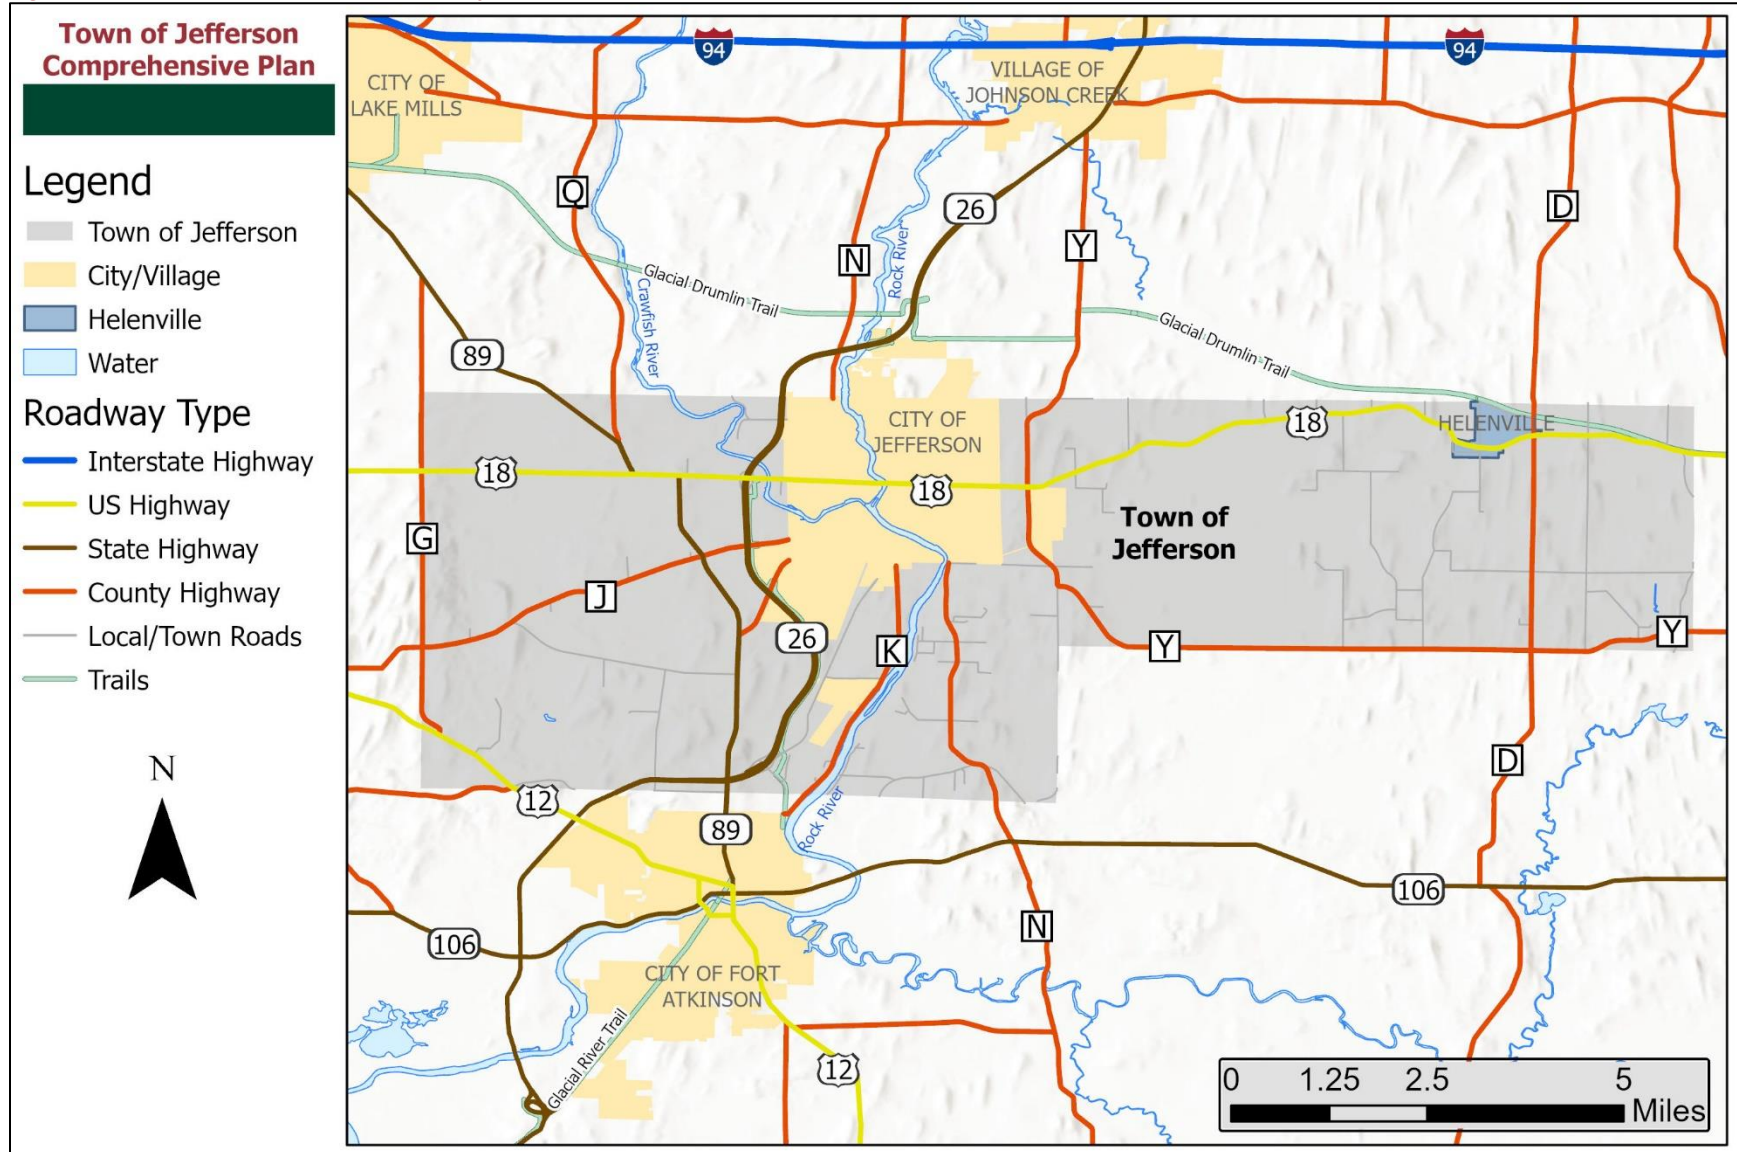 Town of Jefferson
Comprehensive Plan
Legend
Town of Jefferson
City/Village
Helenville
Water
Roadway Type
Interstate Highway
US Highway
State Highway
County Highway
Local/Town Roads
Trails
N
94
94
CITY OF
LAKE MILLS
VILLAGE OF
JOHNSON CREEK
Q
N
26
Y
D
Rock River
Glacial Drumlin Trail
Crawfish River
Glacial Drumlin Trail
89
CITY OF
JEFFERSON
18
HELENVILLE
18
18
G
Town of
Jefferson
J
26
K
Y
Y
12
89
Rock River
D
106
106
N
CITY OF FORT
ATKINSON
Glacial River Trail
12
0 1.25 2.5 5
Miles